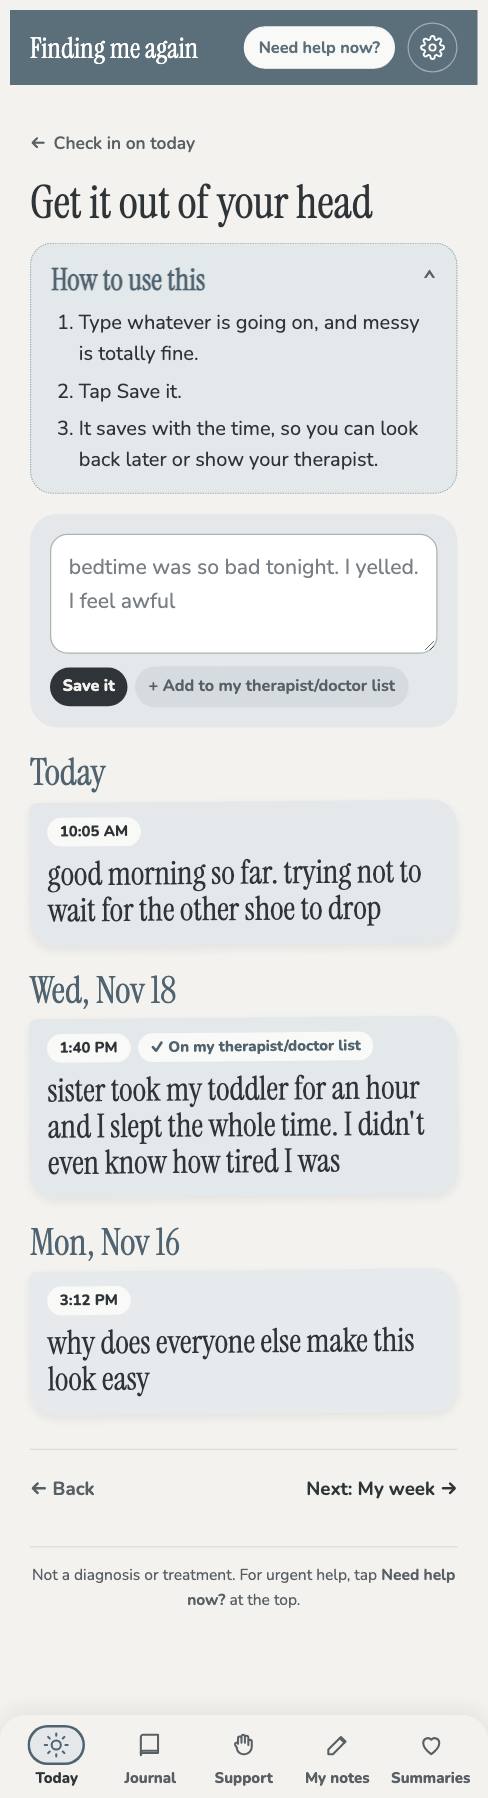 Finding me again
Need help now?
← Check in on today
Get it out of your head
How to use this
1. Type whatever is going on, and messy
is totally fine.
2. Tap Save it.
3. It saves with the time, so you can look
back later or show your therapist.
bedtime was so bad tonight. I yelled.
I feel awful
Save it
+ Add to my therapist/doctor list
Today
10:05 AM
good morning so far. trying not to
wait for the other shoe to drop
Wed, Nov 18
1:40 PM
✓ On my therapist/doctor list
sister took my toddler for an hour
and I slept the whole time. I didn't
even know how tired I was
Mon, Nov 16
3:12 PM
why does everyone else make this
look easy
← Back
Next: My week →
Not a diagnosis or treatment. For urgent help, tap Need help
now? at the top.
Today
Journal
Support
My notes
Summaries